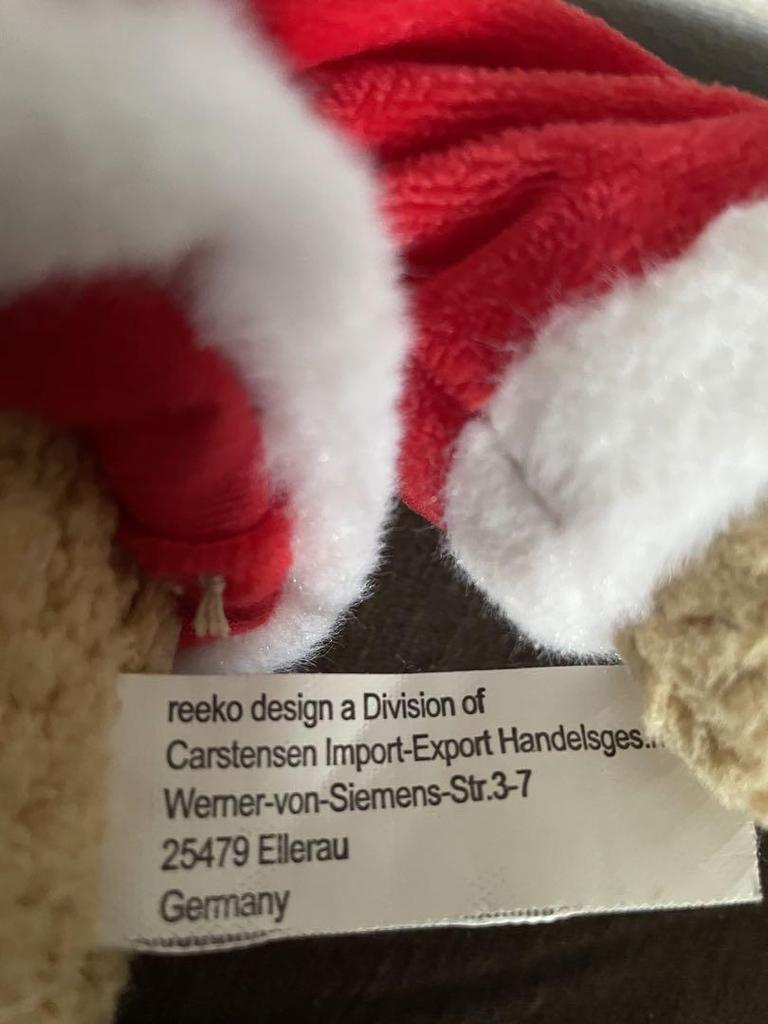 reeko design a Division of
Carstensen Import-Export Handelsges.
Werner-von-Siemens-Str.3-7
25479 Ellerau
Germany